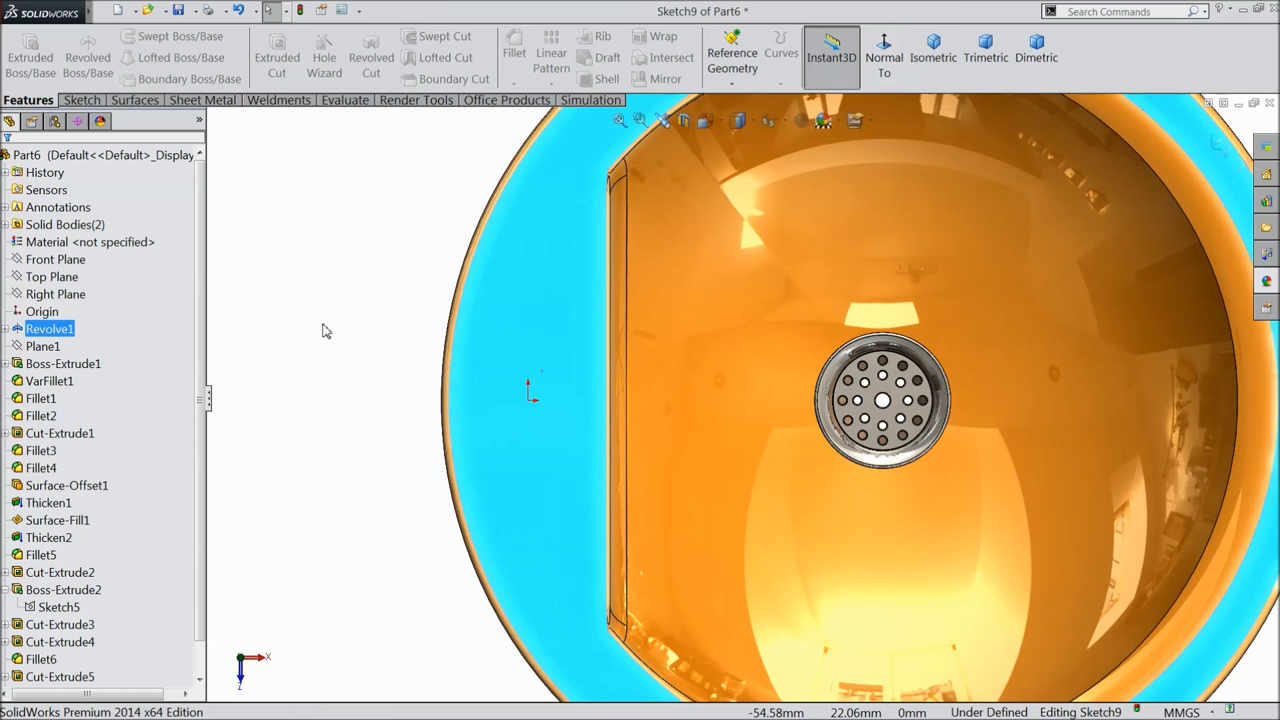 SOLIDWORKS
Sketch9 of Part6 *
Search Commands
Extruded Boss/Base
Revolved Boss/Base
Swept Boss/Base
Lofted Boss/Base
Boundary Boss/Base
Extruded Cut
Hole Wizard
Revolved Cut
Swept Cut
Lofted Cut
Boundary Cut
Fillet
Linear Pattern
Rib
Draft
Shell
Wrap
Intersect
Mirror
Reference Geometry
Curves
Instant3D
Normal To
Isometric
Trimetric
Dimetric
Features Sketch Surfaces Sheet Metal Weldments Evaluate Render Tools Office Products Simulation
Part6 (Default<<Default>_Display
History
Sensors
Annotations
Solid Bodies(2)
Material <not specified>
Front Plane
Top Plane
Right Plane
Origin
Revolve1
Plane1
Boss-Extrude1
VarFillet1
Fillet1
Fillet2
Cut-Extrude1
Fillet3
Fillet4
Surface-Offset1
Thicken1
Surface-Fill1
Thicken2
Fillet5
Cut-Extrude2
Boss-Extrude2
Sketch5
Cut-Extrude3
Cut-Extrude4
Fillet6
Cut-Extrude5
X
Z
SolidWorks Premium 2014 x64 Edition
-54.58mm 22.06mm 0mm Under Defined Editing Sketch9 MMGS